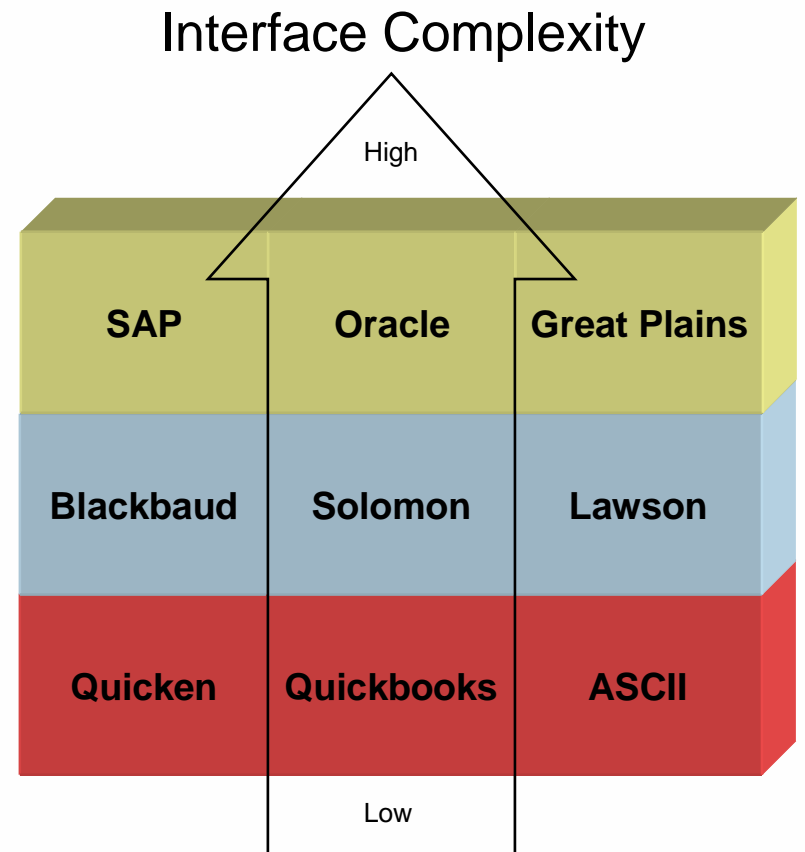 Interface Complexity
High
SAP Oracle Great Plains
Blackbaud Solomon Lawson
Quicken Quickbooks ASCII
Low